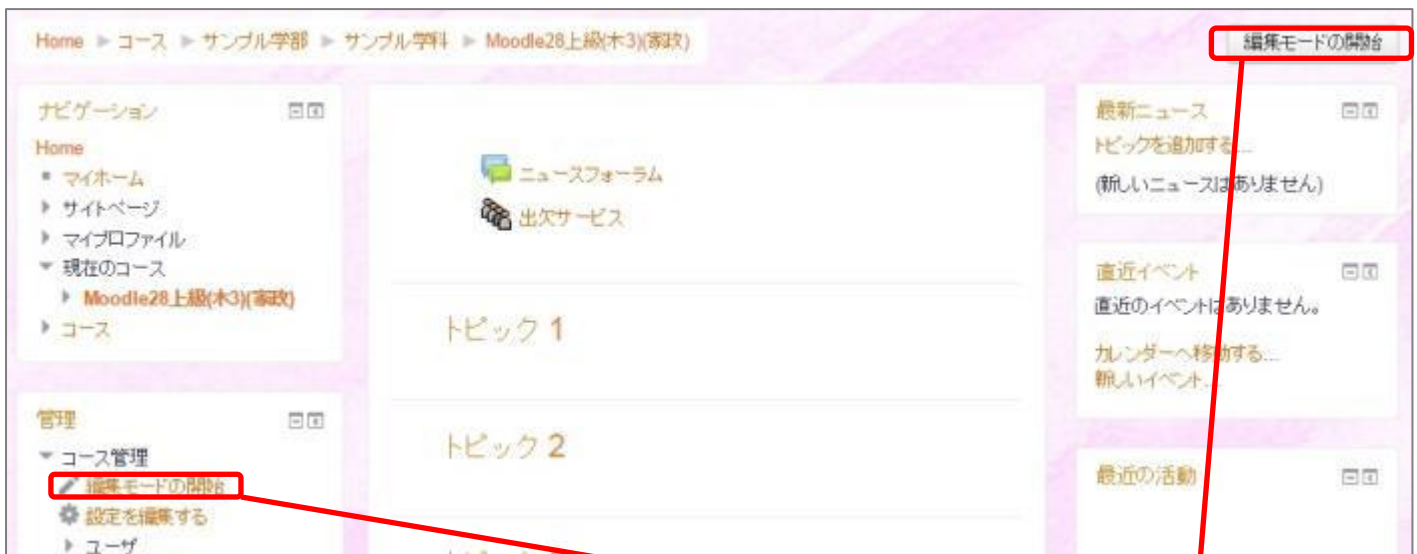 Home ▶ コース ▶ サンプル学部 ▶ サンプル学科 ▶ Moodle28上級(木3)(家政)
編集モードの開始
ナビゲーション
Home
マイホーム
サイトページ
マイプロファイル
現在のコース
Moodle28上級(木3)(家政)
コース
管理
コース管理
編集モードの開始
設定を編集する
ユーザ
ニュースフォーラム
出欠サービス
トピック 1
トピック 2
最新ニュース
トピックを追加する...
(新しいニュースはありません)
直近イベント
直近のイベントはありません。
カレンダーへ移動する...
新しいイベント...
最近の活動